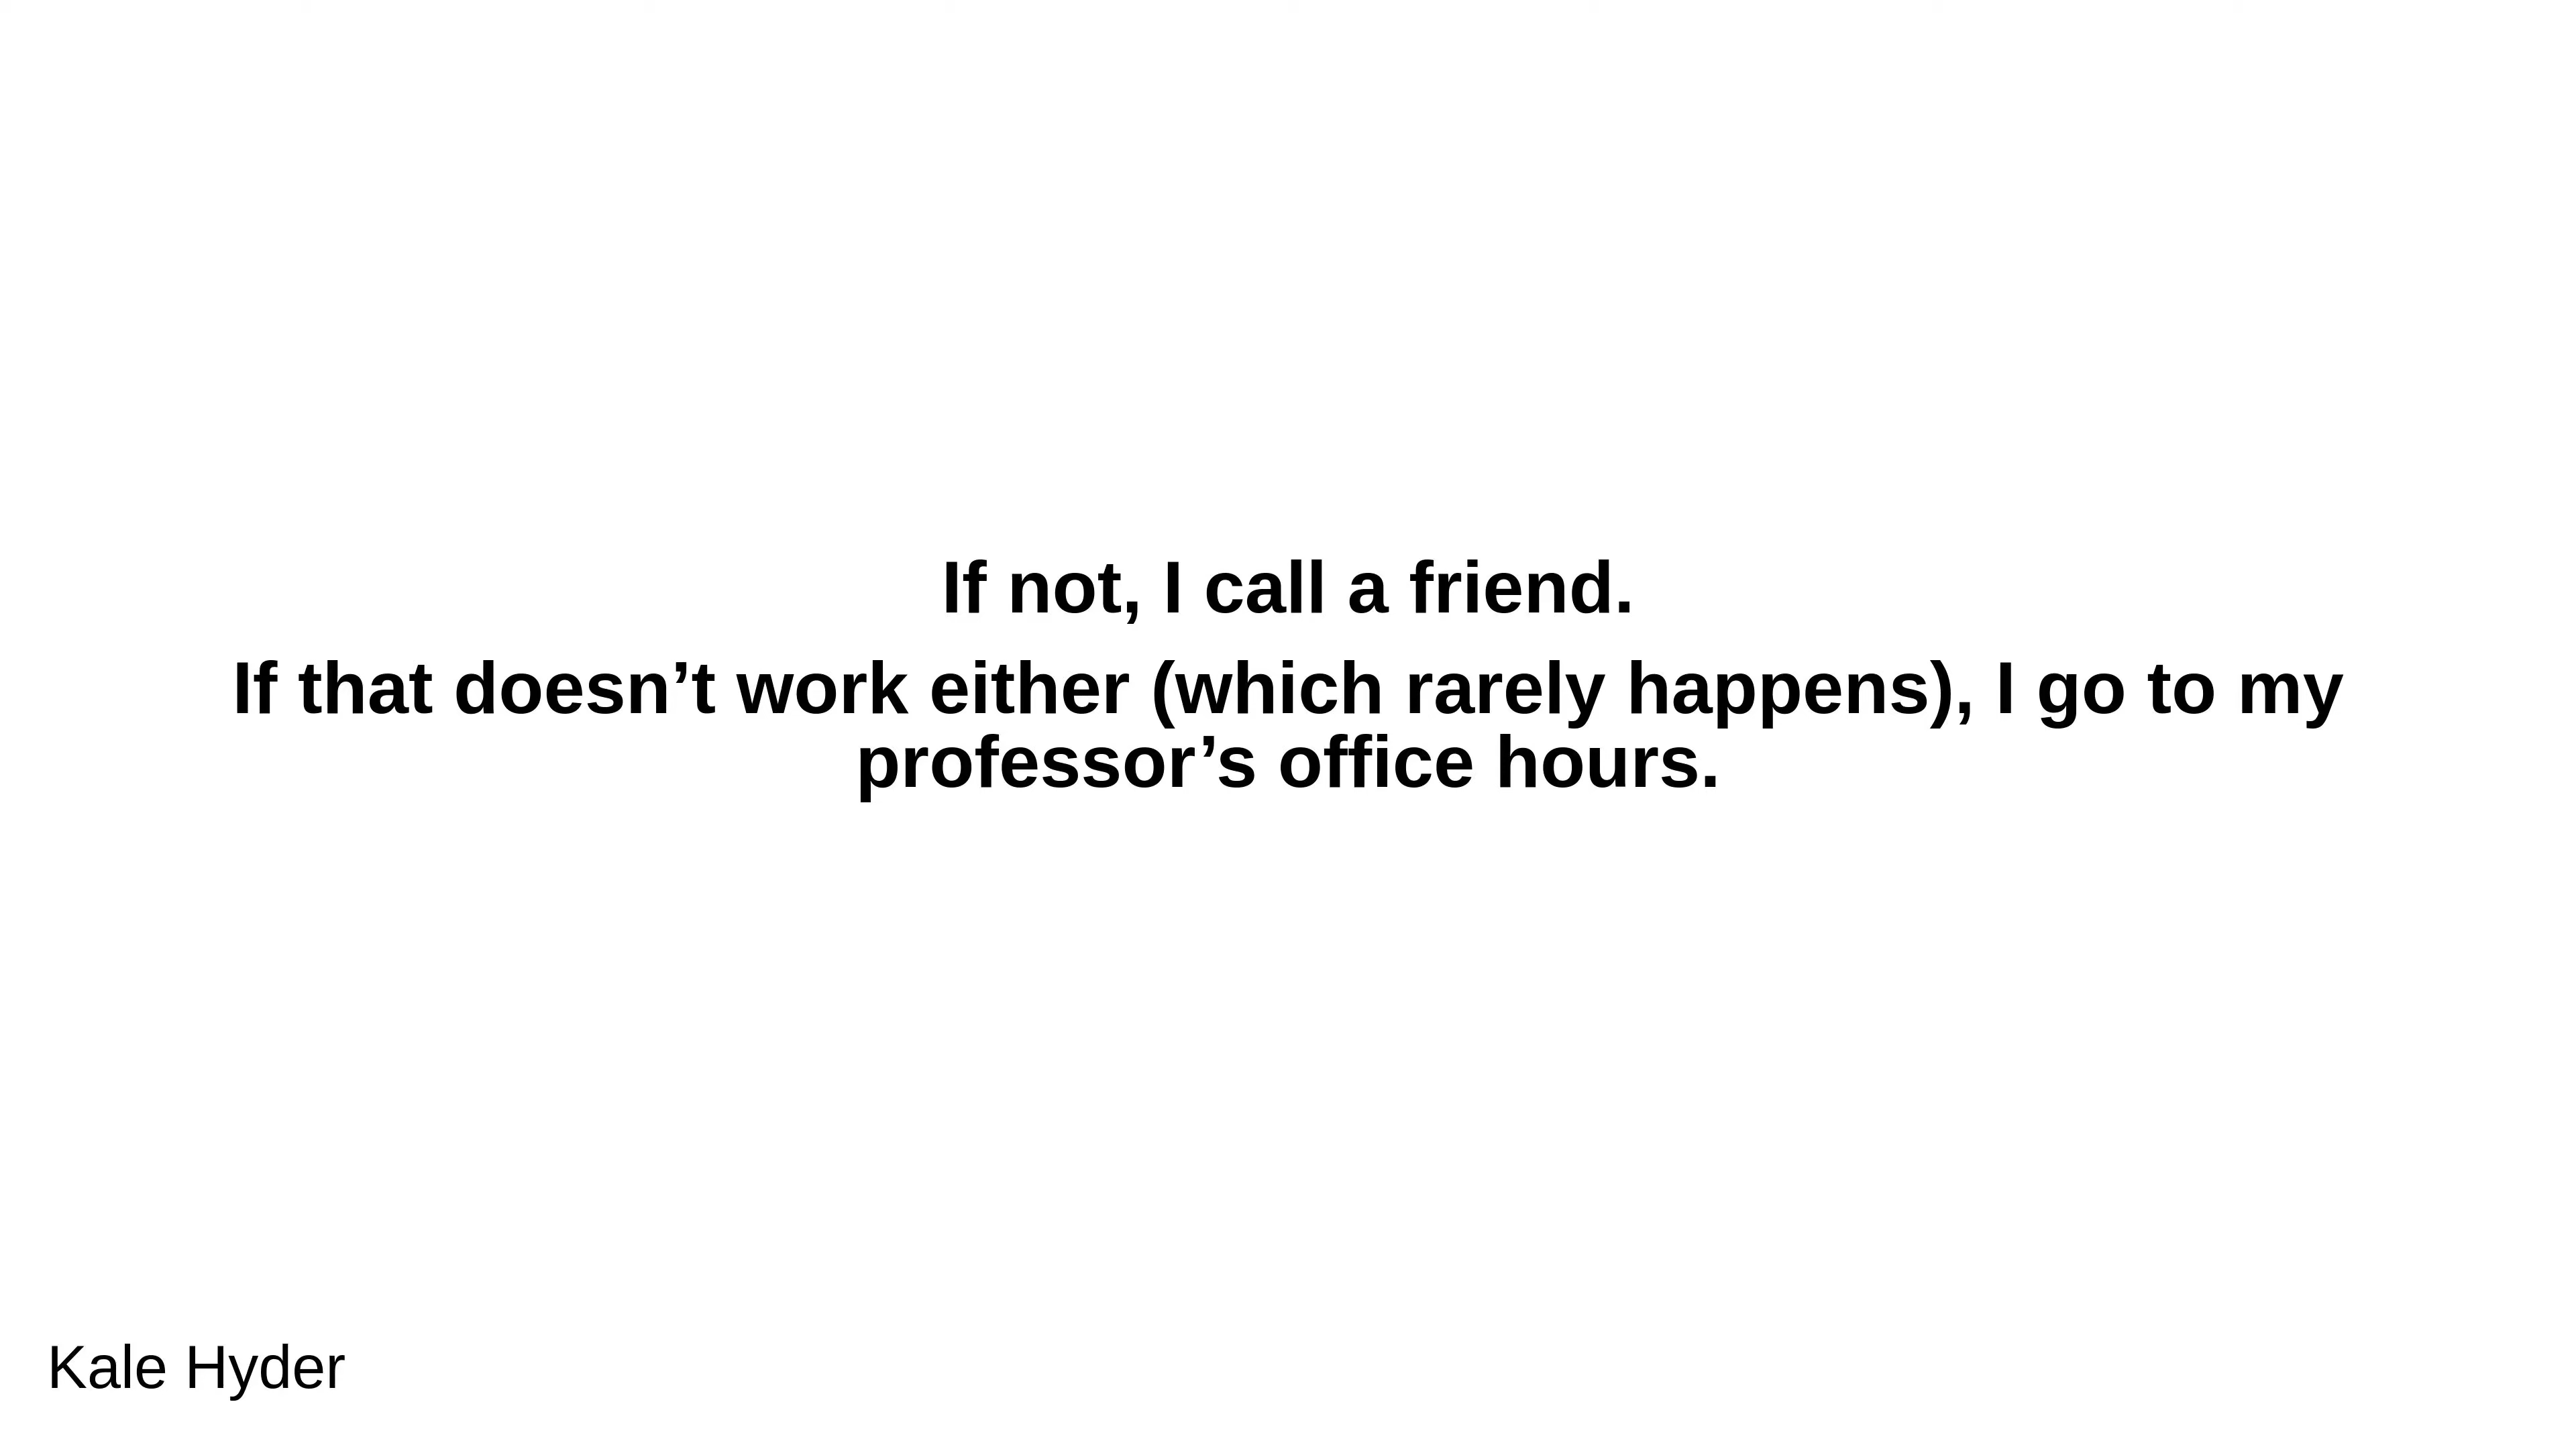 If not, I call a friend.
If that doesn’t work either (which rarely happens), I go to my
professor’s office hours.
Kale Hyder